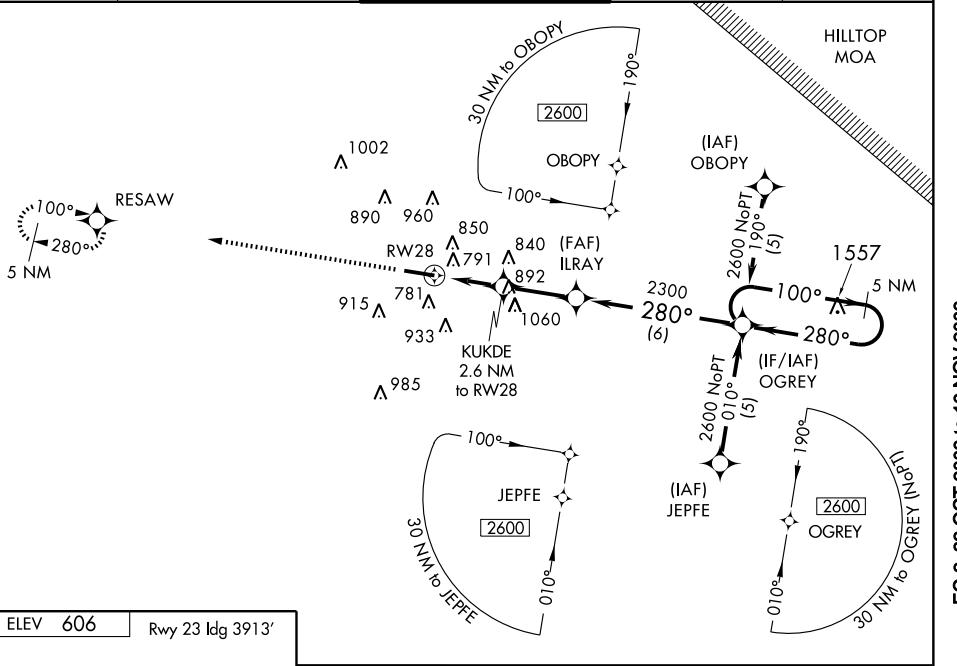 HILLTOP
MOA
30 NM to OBOPY
190°
2600
OBOPY
100°
(IAF)
OBOPY
1002
RESAW
100°
280°
5 NM
890
960
850
RW28
791
840
(FAF)
ILRAY
892
2600 NoPT
190°
(5)
1557
5 NM
100°
2300
280°
(6)
280°
915
781
1060
933
KUKDE
2.6 NM
to RW28
(IF/IAF)
OGREY
985
2600 NoPT
010°
(5)
(IAF)
JEPFE
100°
JEPFE
2600
010°
30 NM to JEPFE
190°
2600
OGREY
010°
30 NM to OGREY (NoPT)
ELEV 606
Rwy 23 ldg 3913'